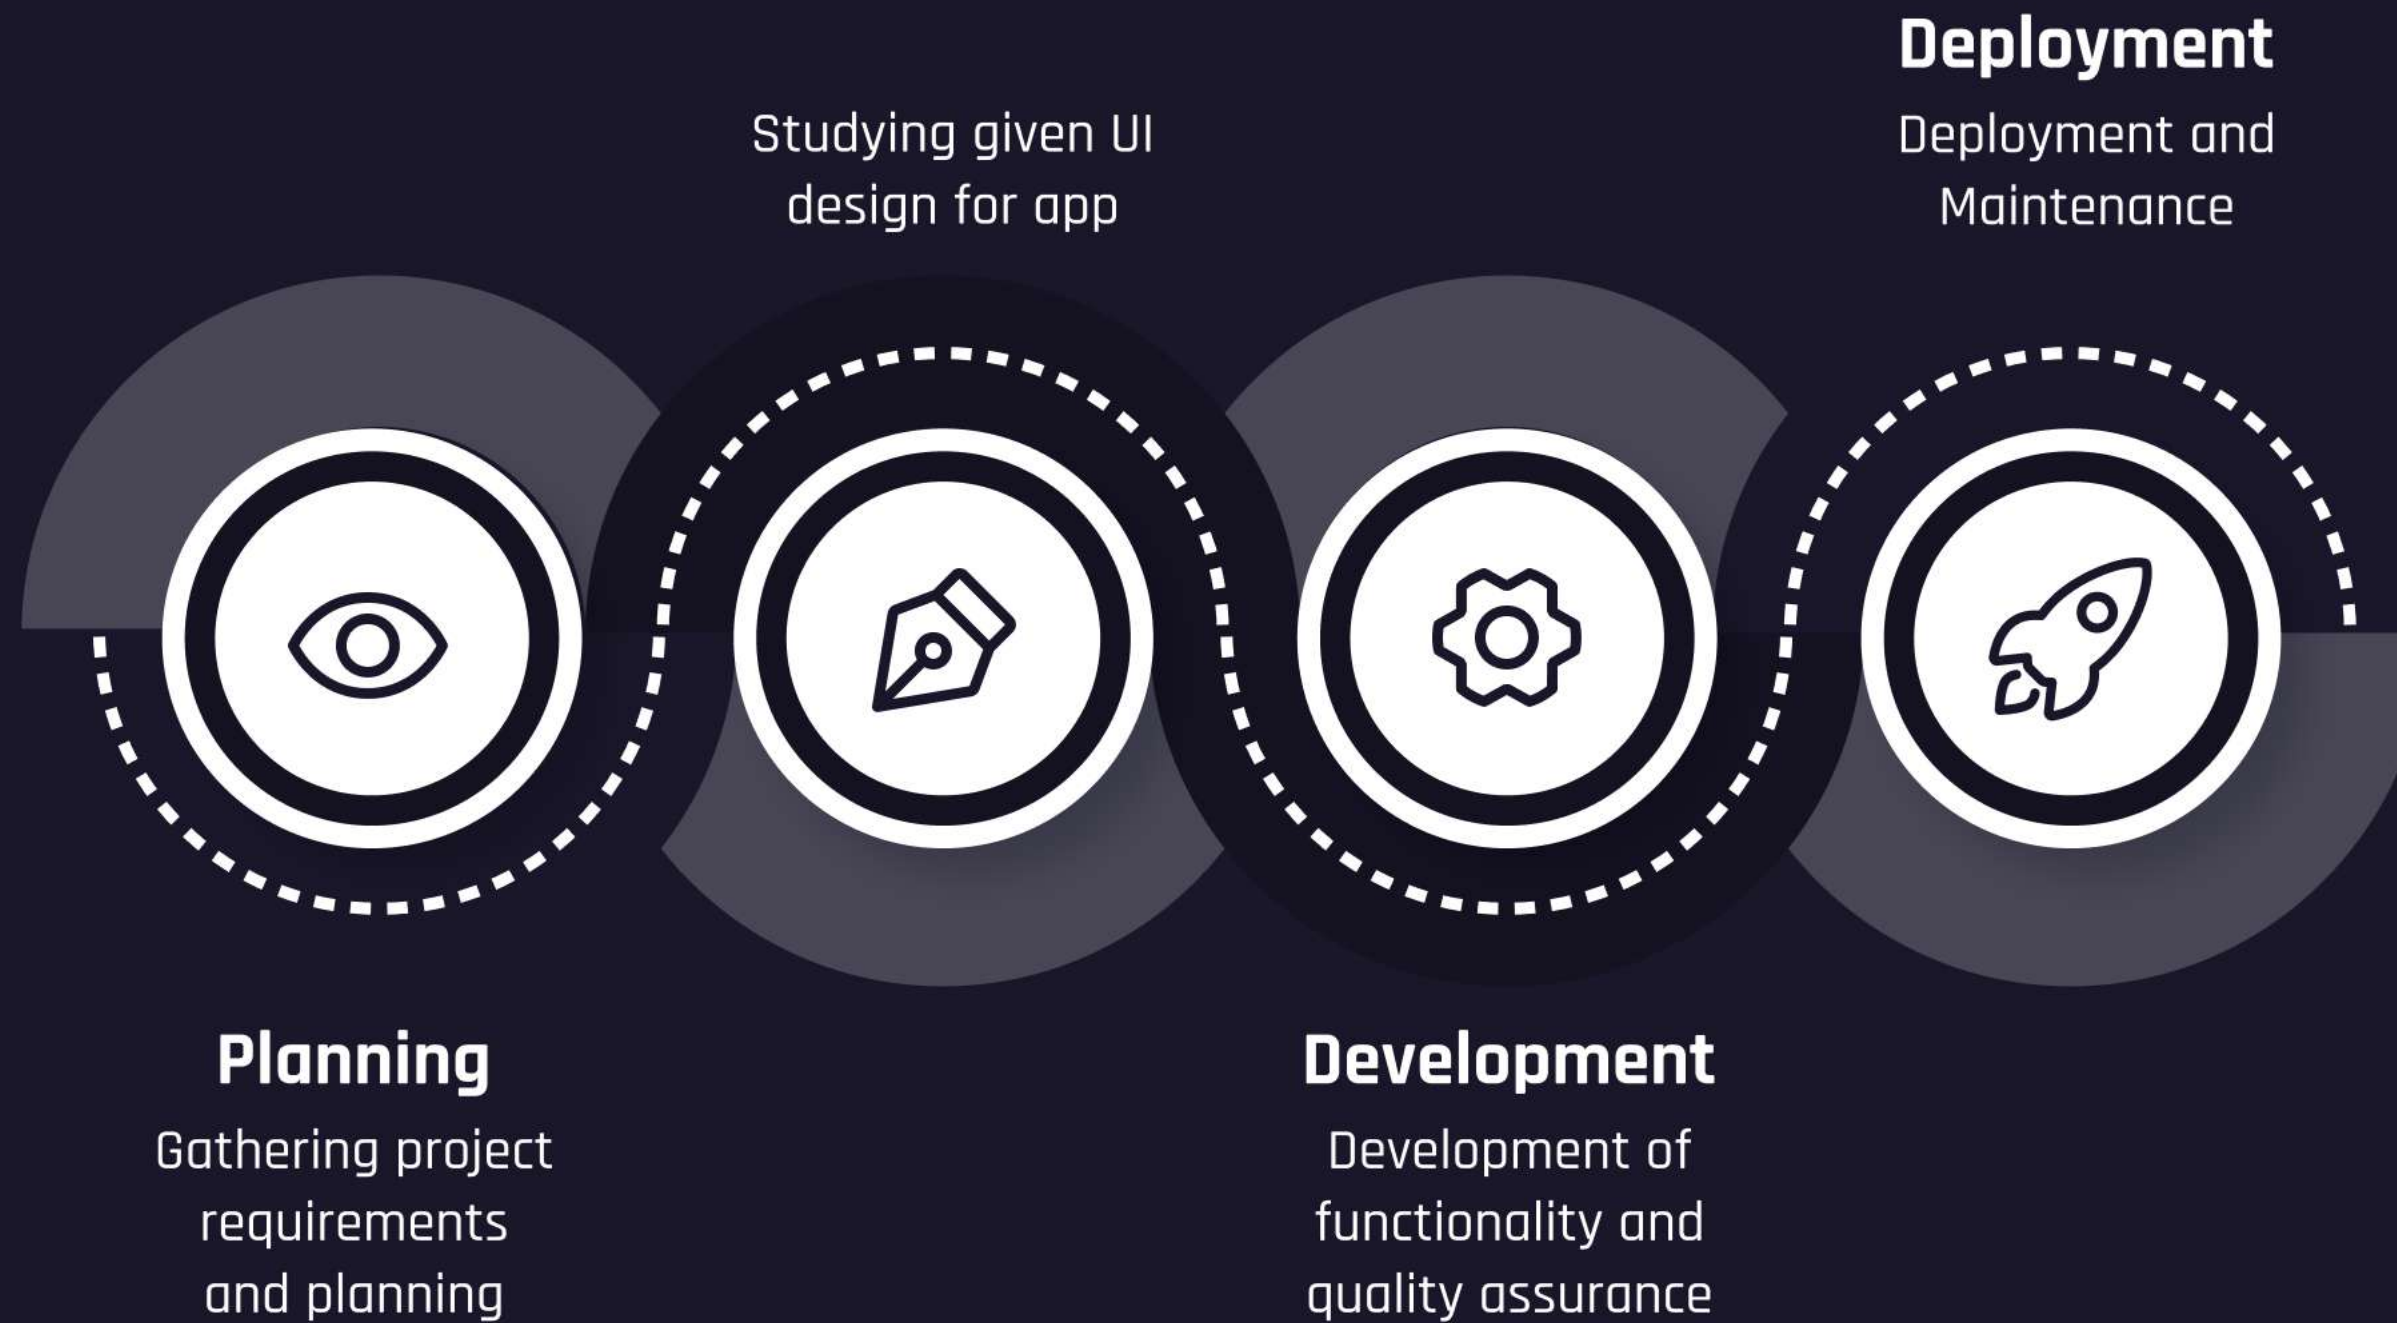 Planning
Gathering project
requirements
and planning
Studying given UI
design for app
Development
Development of
functionality and
quality assurance
Deployment
Deployment and
Maintenance